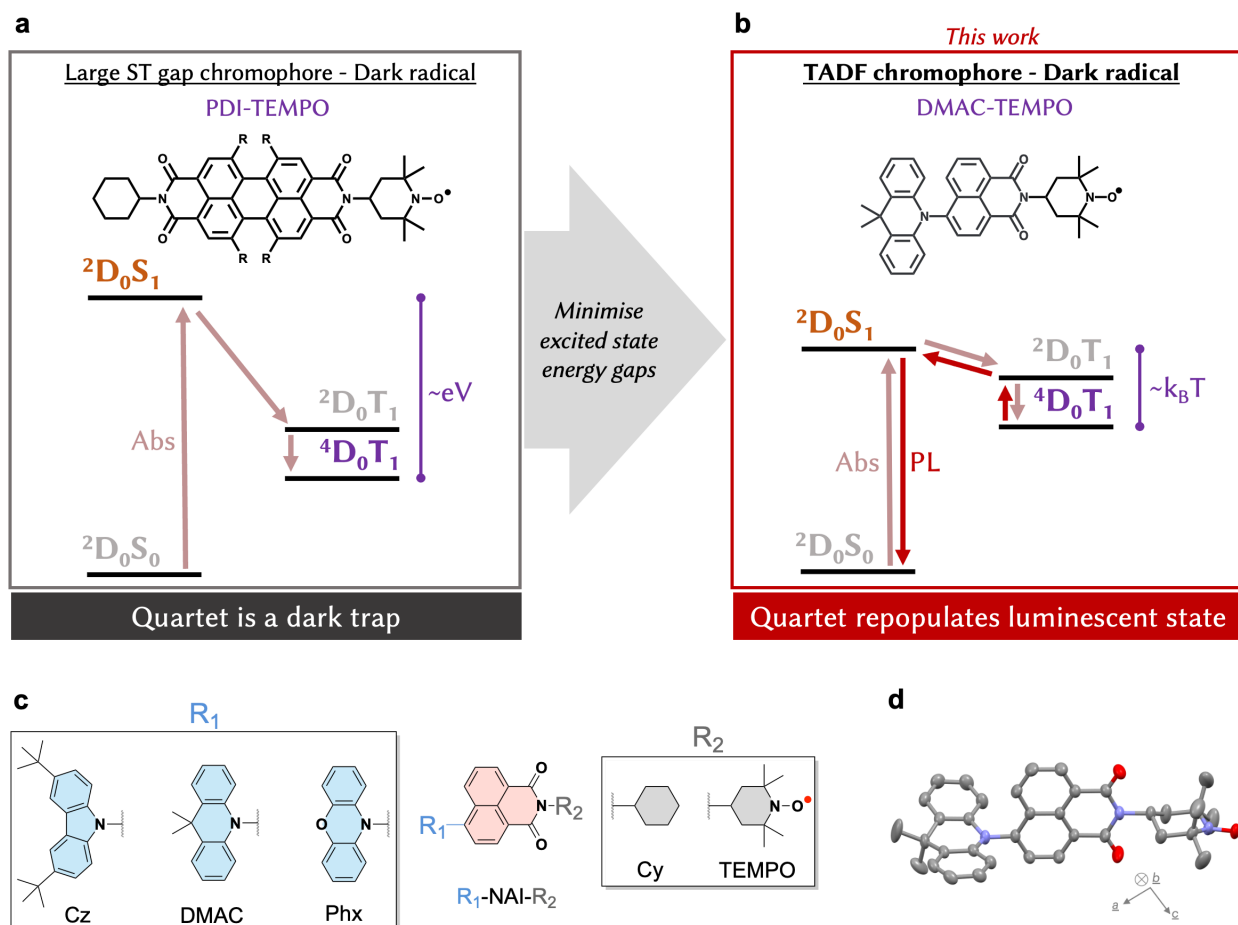 a
Large ST gap chromophore - Dark radical
PDI-TEMPO
R R
O O
N N–O•
O O
R R
²D₀S₁
Abs
²D₀T₁
⁴D₀T₁
~eV
²D₀S₀
Quartet is a dark trap
Minimise
excited state
energy gaps
b
This work
TADF chromophore - Dark radical
DMAC-TEMPO
O
N N N–O•
O
²D₀S₁
²D₀T₁
⁴D₀T₁
~kBT
Abs
PL
²D₀S₀
Quartet repopulates luminescent state
c
R₁
N
Cz
N
DMAC
O N
Phx
O
R₁ N–R₂
O
R₁-NAI-R₂
R₂
Cy
N–O•
TEMPO
d
b
a
c